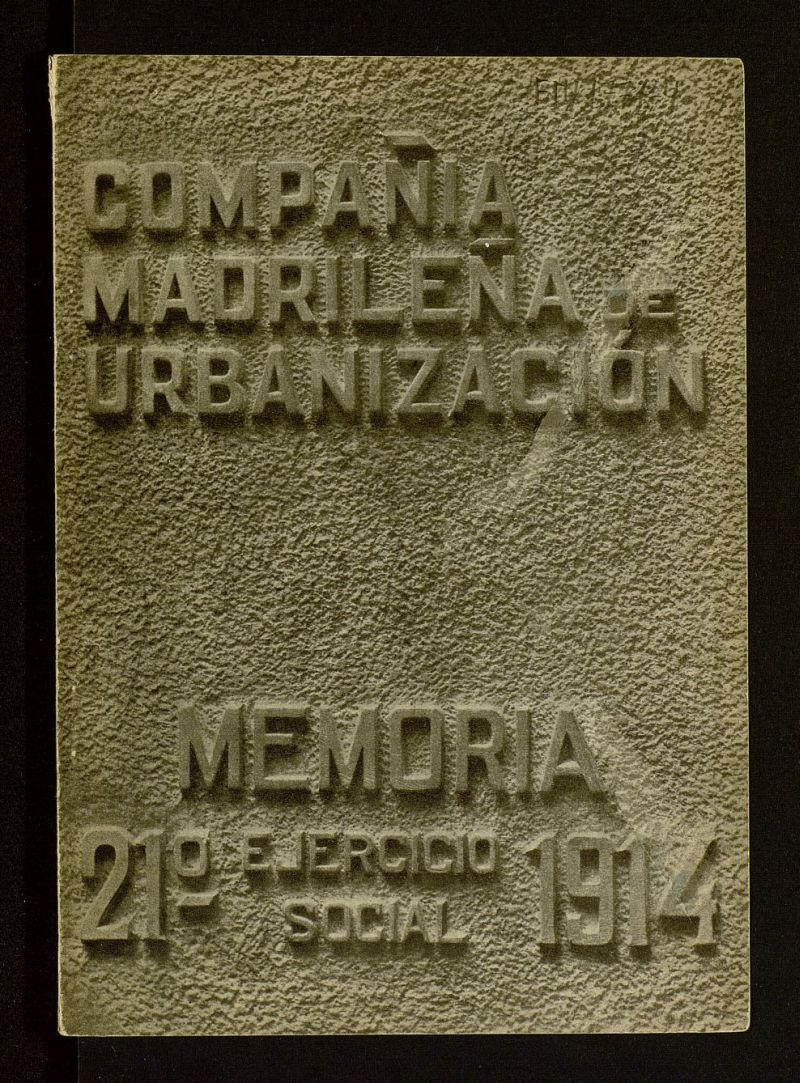 COMPAÑIA
MADRILEÑA DE
URBANIZACIÓN
MEMORIA
21º EJERCICIO 1914
SOCIAL